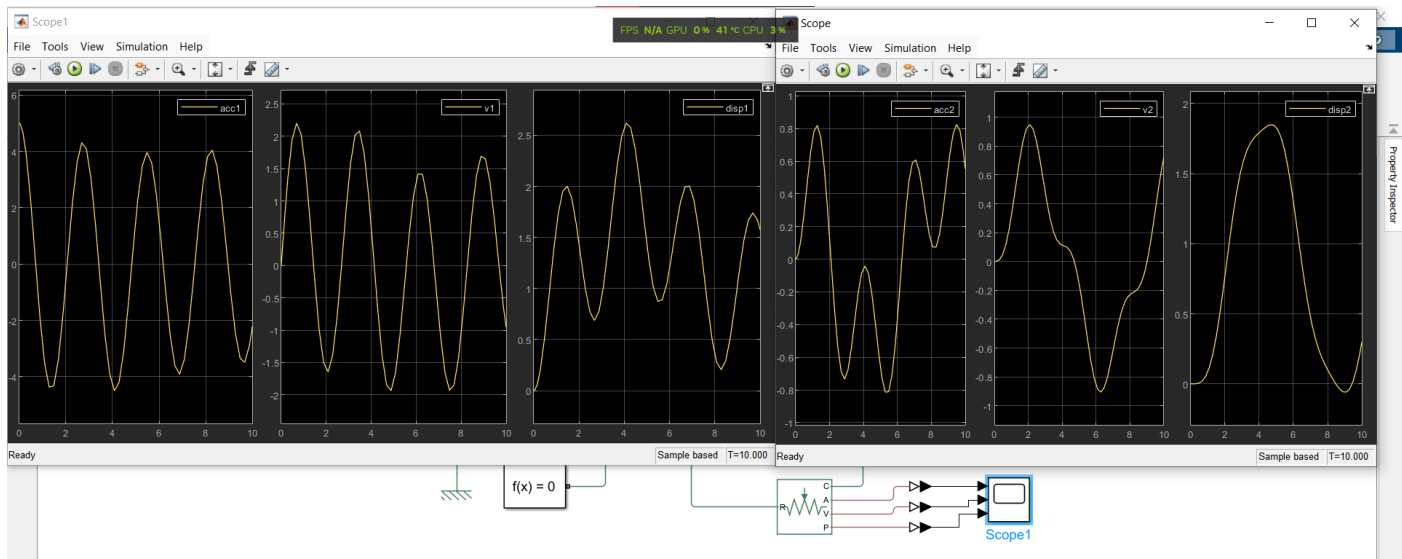 Scope1
File Tools View Simulation Help
acc1
6
4
2
0
-2
-4
0 2 4 6 8 10
v1
2.5
2
1.5
1
0.5
0
-0.5
-1
-1.5
-2
0 2 4 6 8 10
disp1
2.5
2
1.5
1
0.5
0
0 2 4 6 8 10
Ready
Sample based T=10.000
FPS N/A GPU 0 % 41 °C CPU 3 %
Scope
File Tools View Simulation Help
acc2
1
0.8
0.6
0.4
0.2
0
-0.2
-0.4
-0.6
-0.8
-1
0 2 4 6 8 10
v2
1
0.8
0.6
0.4
0.2
0
-0.2
-0.4
-0.6
-0.8
-1
0 2 4 6 8 10
disp2
2
1.5
1
0.5
0
0 2 4 6 8 10
Ready
Sample based T=10.000
Property Inspector
f(x) = 0
R
C
A
V
P
Scope1